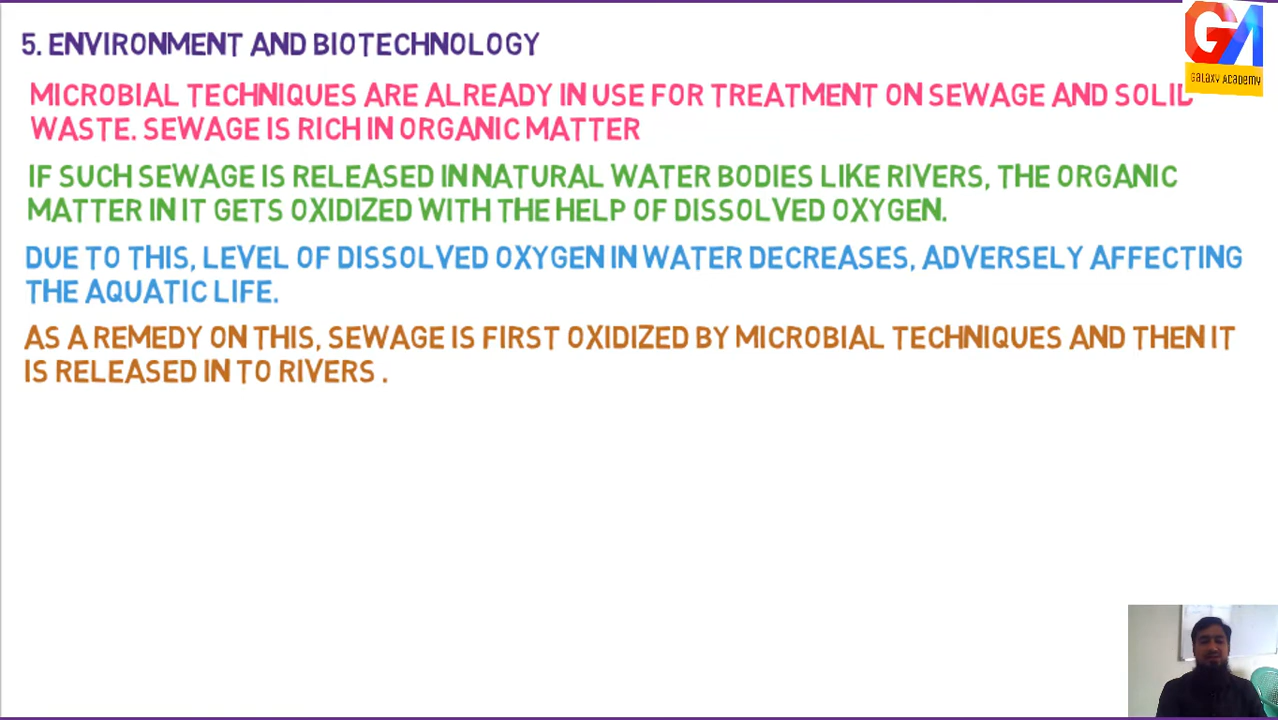 5. ENVIRONMENT AND BIOTECHNOLOGY
GALAXY ACADEMY
MICROBIAL TECHNIQUES ARE ALREADY IN USE FOR TREATMENT ON SEWAGE AND SOLID
WASTE. SEWAGE IS RICH IN ORGANIC MATTER
IF SUCH SEWAGE IS RELEASED IN NATURAL WATER BODIES LIKE RIVERS, THE ORGANIC
MATTER IN IT GETS OXIDIZED WITH THE HELP OF DISSOLVED OXYGEN.
DUE TO THIS, LEVEL OF DISSOLVED OXYGEN IN WATER DECREASES, ADVERSELY AFFECTING
THE AQUATIC LIFE.
AS A REMEDY ON THIS, SEWAGE IS FIRST OXIDIZED BY MICROBIAL TECHNIQUES AND THEN IT
IS RELEASED IN TO RIVERS .